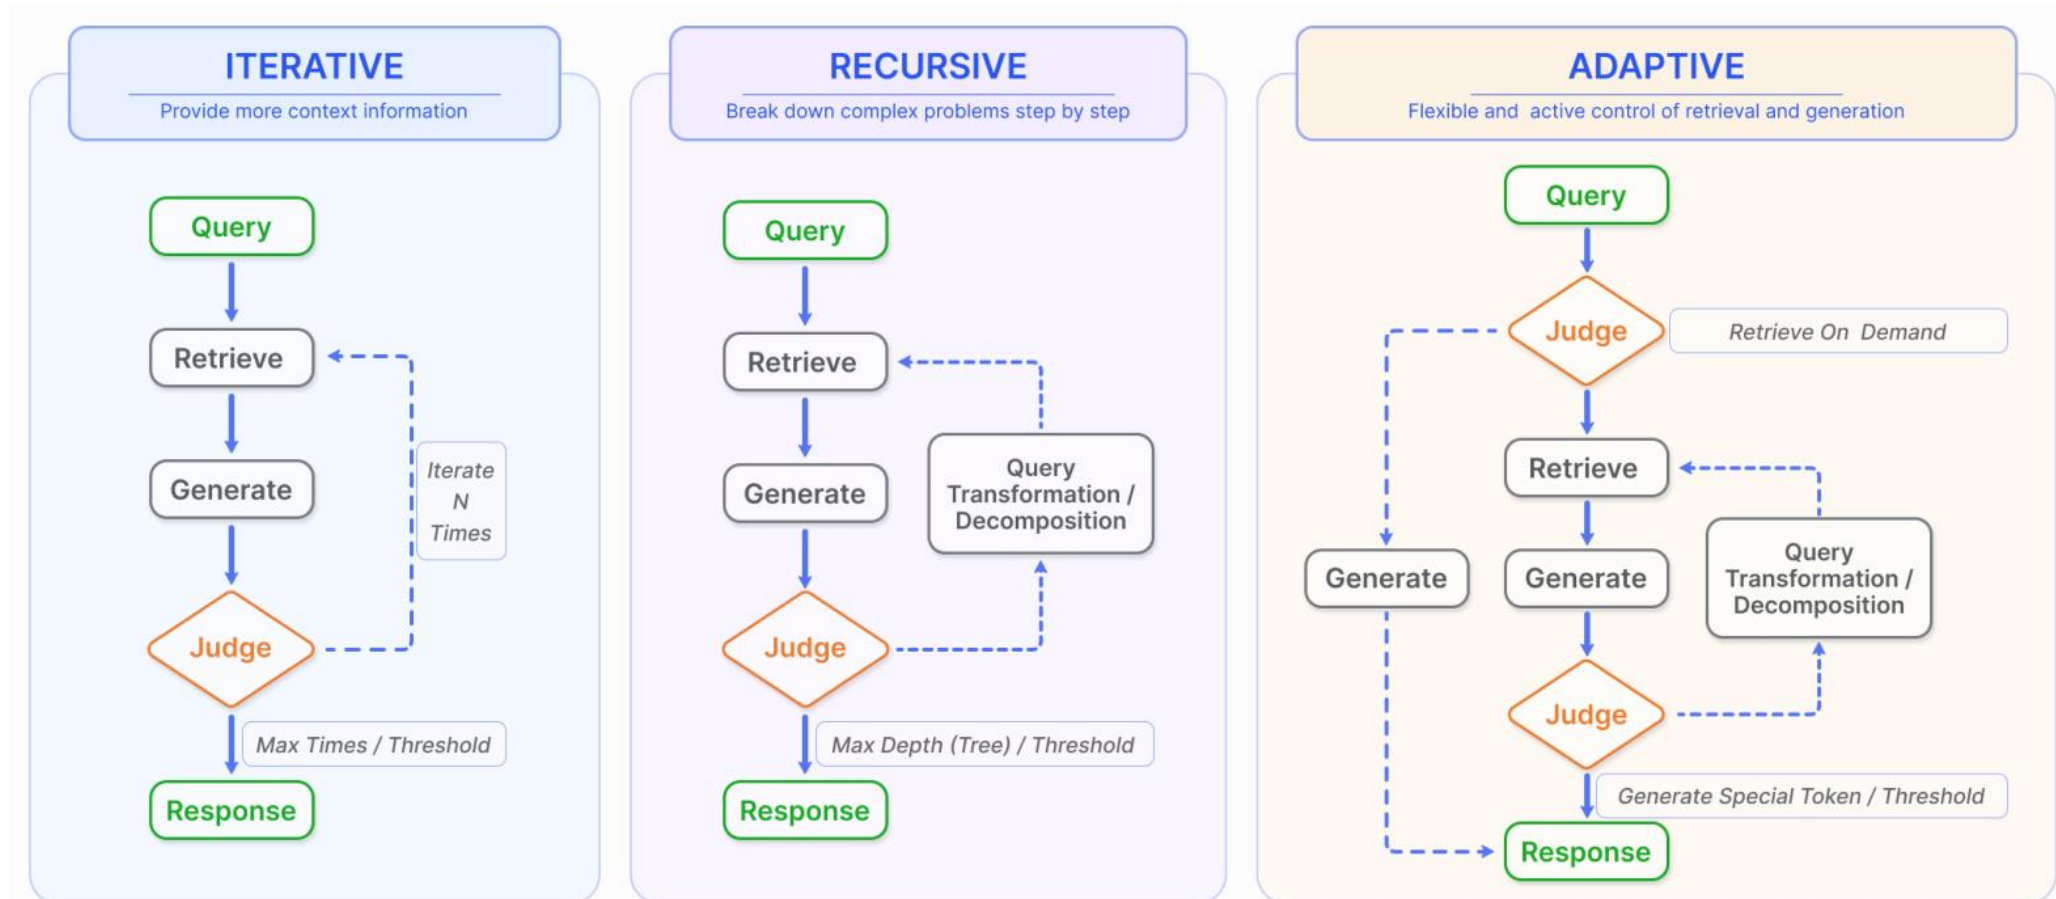 ITERATIVE
Provide more context information
Query
Retrieve
Generate
Iterate
N
Times
Judge
Max Times / Threshold
Response
RECURSIVE
Break down complex problems step by step
Query
Retrieve
Generate
Query
Transformation /
Decomposition
Judge
Max Depth (Tree) / Threshold
Response
ADAPTIVE
Flexible and active control of retrieval and generation
Query
Judge
Retrieve On Demand
Retrieve
Generate
Generate
Query
Transformation /
Decomposition
Judge
Generate Special Token / Threshold
Response